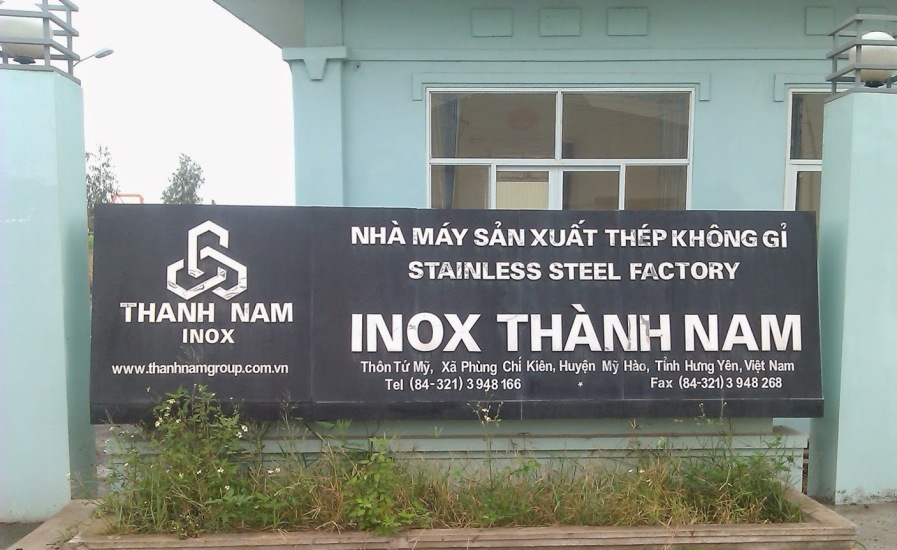 THANH NAM
INOX
www.thanhnamgroup.com.vn
NHÀ MÁY SẢN XUẤT THÉP KHÔNG GỈ
STAINLESS STEEL FACTORY
INOX THÀNH NAM
Thôn Tứ Mỹ, Xã Phùng Chí Kiên, Huyện Mỹ Hào, Tỉnh Hưng Yên, Việt Nam
Tel (84-321) 3 948 166 * Fax (84-321) 3 948 268